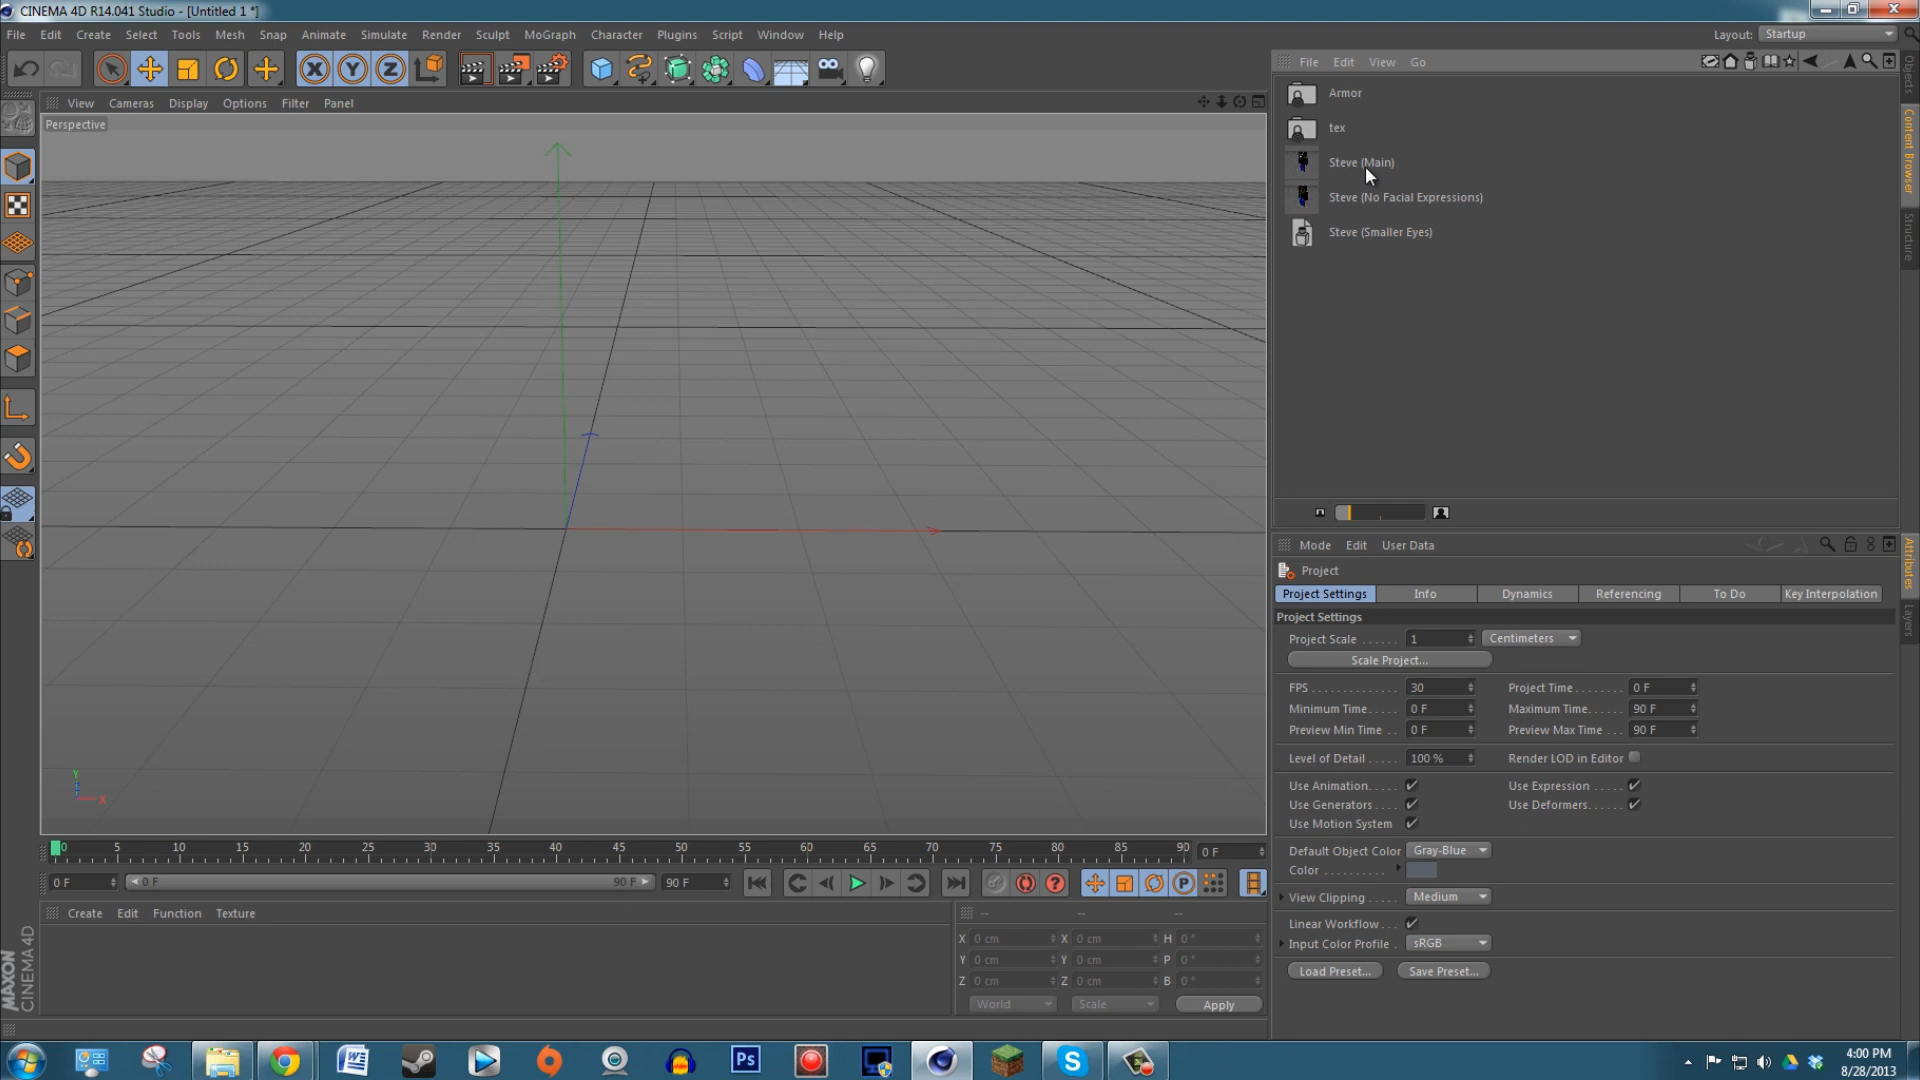 CINEMA 4D R14.041 Studio - [Untitled 1 *]
File Edit Create Select Tools Mesh Snap Animate Simulate Render Sculpt MoGraph Character Plugins Script Window Help
Layout: Startup
File Edit View Go
View Cameras Display Options Filter Panel
Perspective
Armor
tex
Steve (Main)
Steve (No Facial Expressions)
Steve (Smaller Eyes)
Objects
Content Browser
Structure
Mode Edit User Data
Project
Project Settings Info Dynamics Referencing To Do Key Interpolation
Project Settings
Project Scale ...... 1 Centimeters
Scale Project...
FPS ............. 30 Project Time ........ 0 F
Minimum Time.... 0 F Maximum Time..... 90 F
Preview Min Time .. 0 F Preview Max Time ... 90 F
Level of Detail ..... 100 % Render LOD in Editor
Use Animation..... Use Expression .....
Use Generators .... Use Deformers.....
Use Motion System
Default Object Color Gray-Blue
Color ..........
View Clipping ..... Medium
Linear Workflow...
Input Color Profile . sRGB
Load Preset... Save Preset...
Attributes
Layers
Y
X
0 5 10 15 20 25 30 35 40 45 50 55 60 65 70 75 80 85 90 0 F
0 F 0 F 90 F 90 F
P
Create Edit Function Texture
-- -- --
X 0 cm X 0 cm H 0 °
Y 0 cm Y 0 cm P 0 °
Z 0 cm Z 0 cm B 0 °
World Scale Apply
MAXON
CINEMA 4D
Ps
4:00 PM
8/28/2013